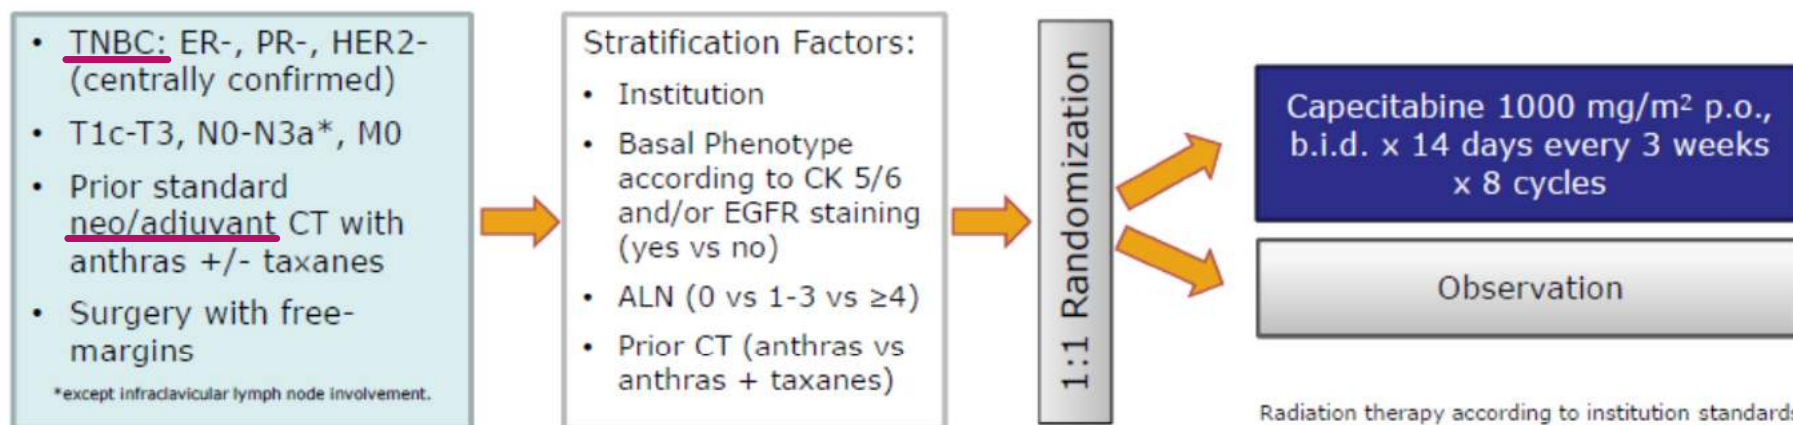 • TNBC: ER-, PR-, HER2-
(centrally confirmed)
• T1c-T3, N0-N3a*, M0
• Prior standard
neo/adjuvant CT with
anthras +/- taxanes
• Surgery with free-
margins
*except infraclavicular lymph node involvement.
Stratification Factors:
• Institution
• Basal Phenotype
according to CK 5/6
and/or EGFR staining
(yes vs no)
• ALN (0 vs 1-3 vs ≥4)
• Prior CT (anthras vs
anthras + taxanes)
1:1 Randomization
Capecitabine 1000 mg/m² p.o.,
b.i.d. x 14 days every 3 weeks
x 8 cycles
Observation
Radiation therapy according to institution standards